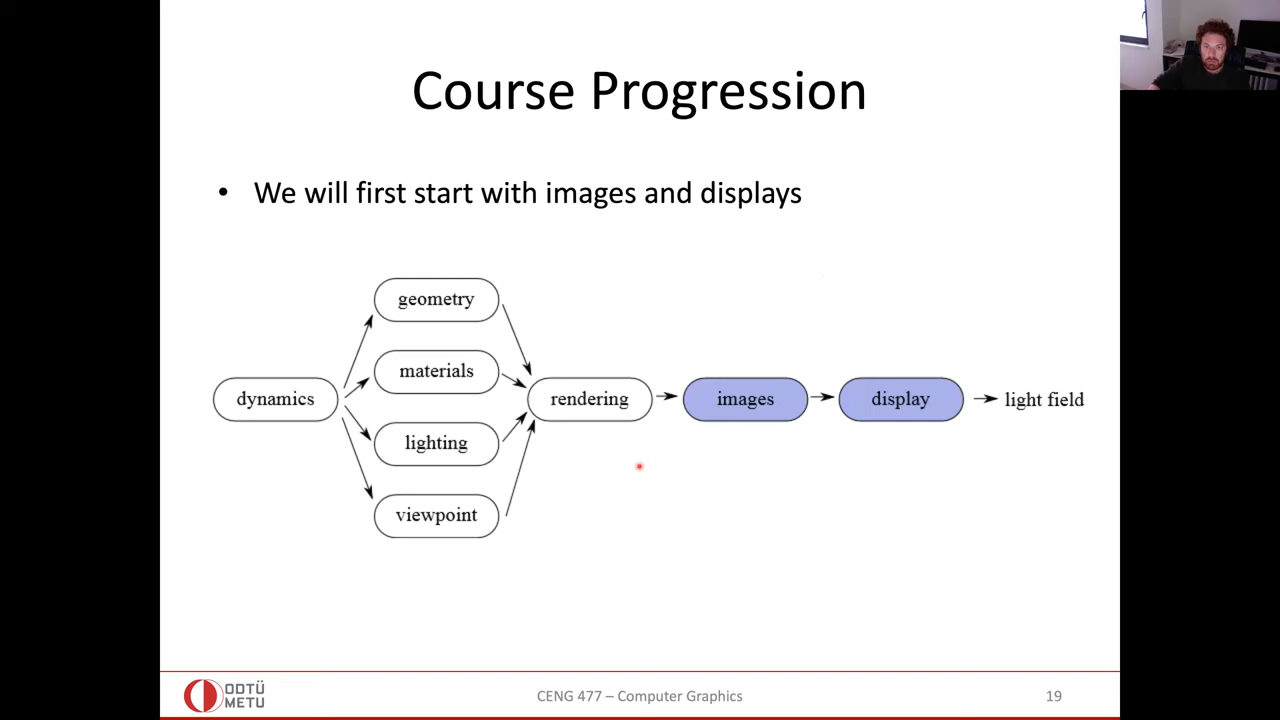 Course Progression
• We will first start with images and displays
geometry
materials
dynamics
rendering
images
display
light field
lighting
viewpoint
ODTÜ
METU
CENG 477 – Computer Graphics
19